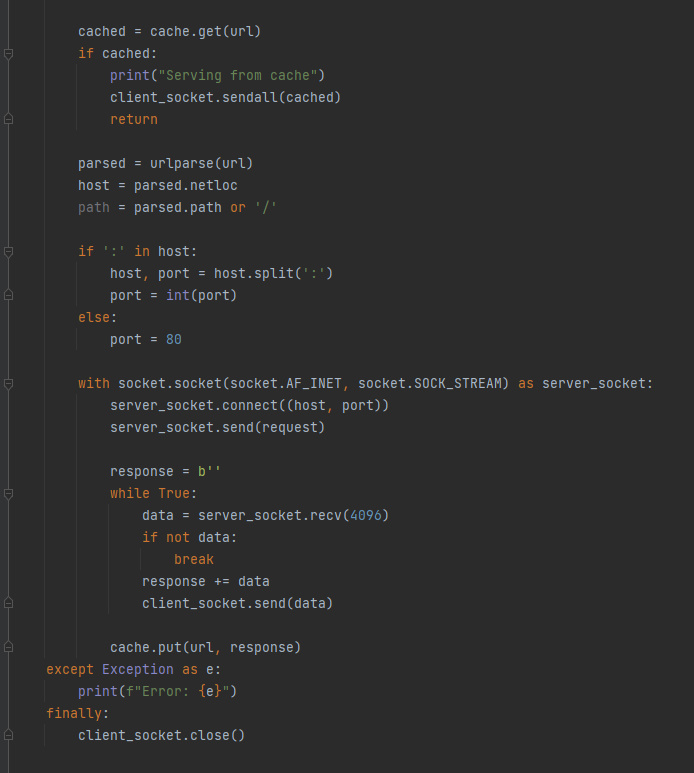 cached = cache.get(url)
if cached:
print("Serving from cache")
client_socket.sendall(cached)
return
parsed = urlparse(url)
host = parsed.netloc
path = parsed.path or '/'
if ':' in host:
host, port = host.split(':')
port = int(port)
else:
port = 80
with socket.socket(socket.AF_INET, socket.SOCK_STREAM) as server_socket:
server_socket.connect((host, port))
server_socket.send(request)
response = b''
while True:
data = server_socket.recv(4096)
if not data:
break
response += data
client_socket.send(data)
cache.put(url, response)
except Exception as e:
print(f"Error: {e}")
finally:
client_socket.close()